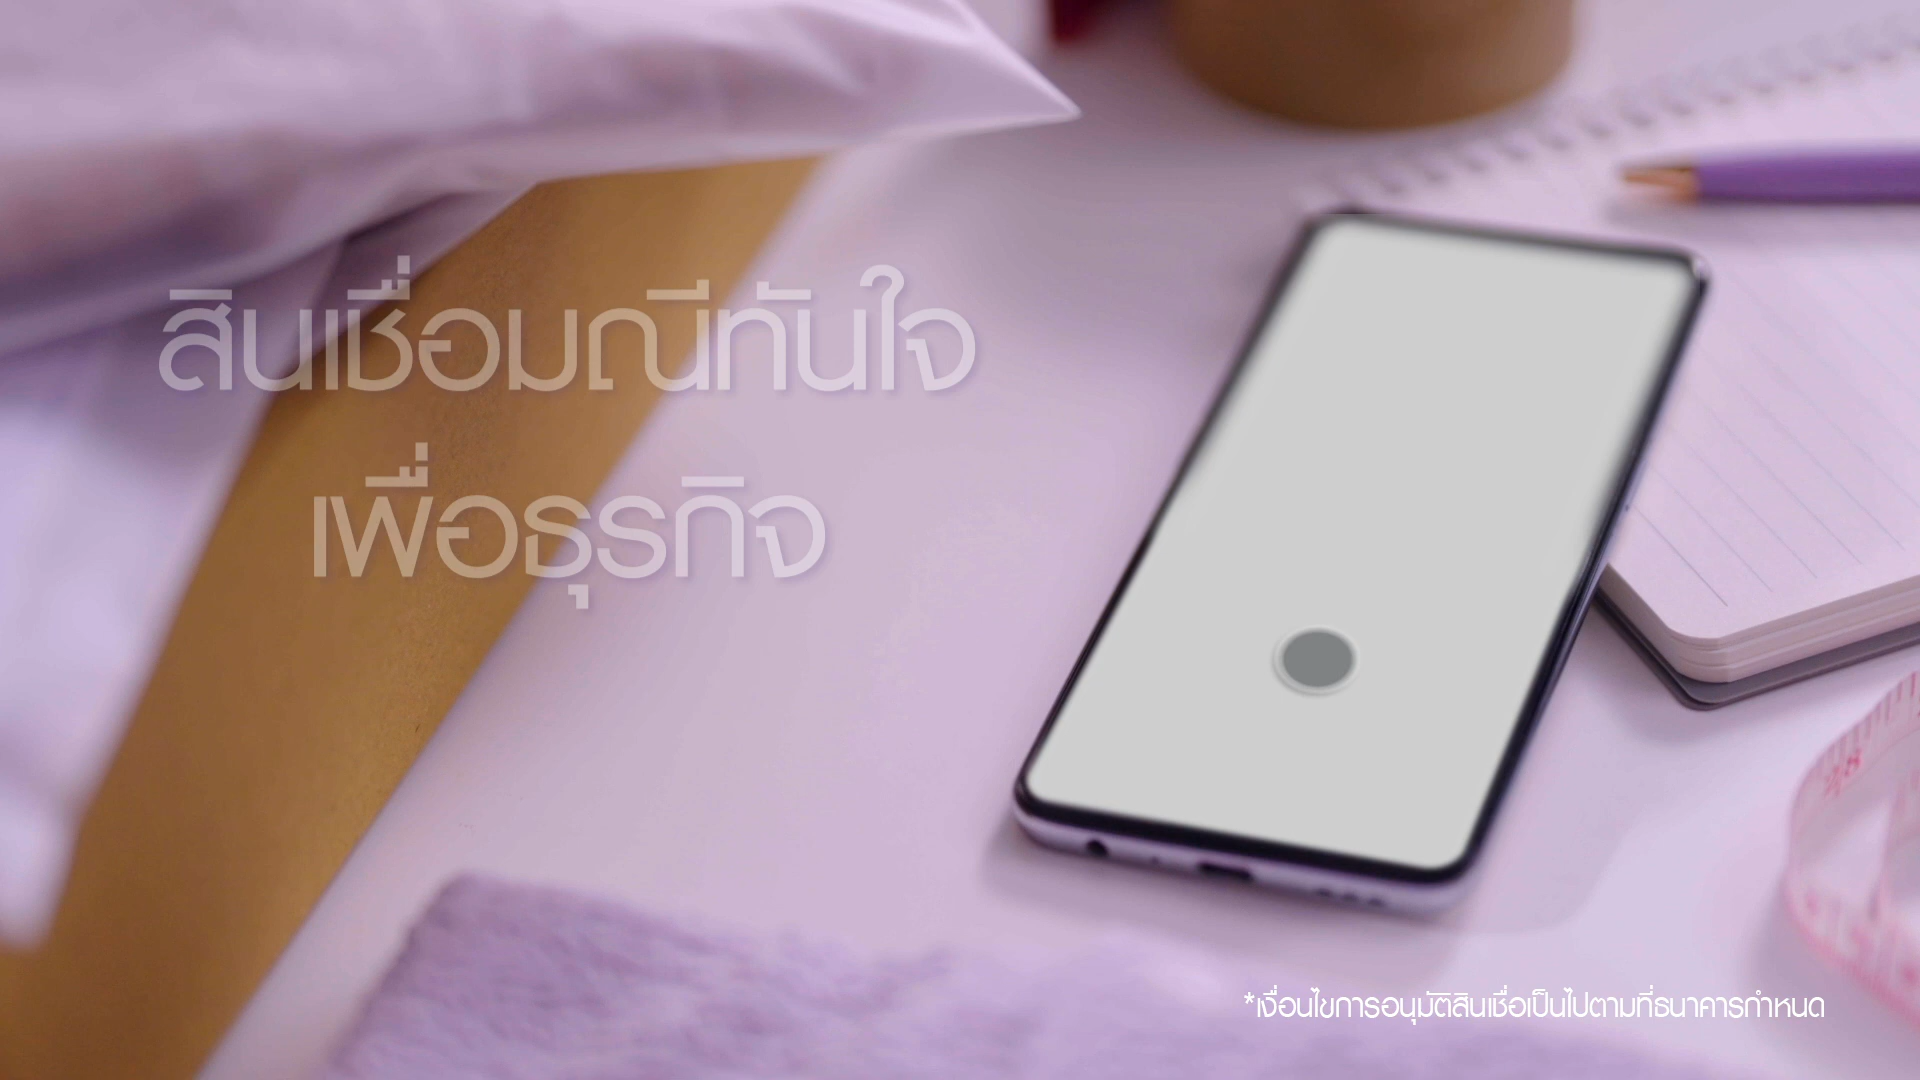 สินเชื่อมณีทันใจ
เพื่อธุรกิจ
*เงื่อนไขการอนุมัติสินเชื่อเป็นไปตามที่ธนาคารกำหนด